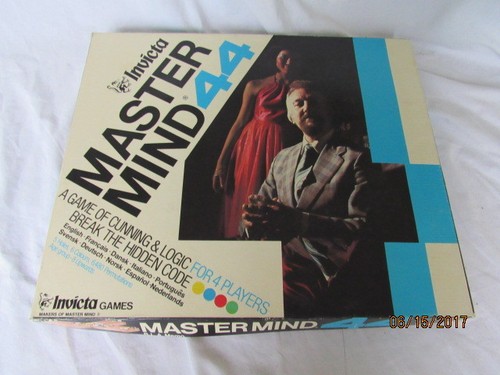 Invicta
MASTER
MIND® 44
A GAME OF CUNNING & LOGIC
BREAK THE HIDDEN CODE
FOR 4 PLAYERS
English·Français·Dansk·Italiano·Português
Svensk·Deutsch·Norsk·Español·Nederlands
Invicta GAMES
MAKERS OF MASTER MIND
MASTER MIND 44
06/15/2017